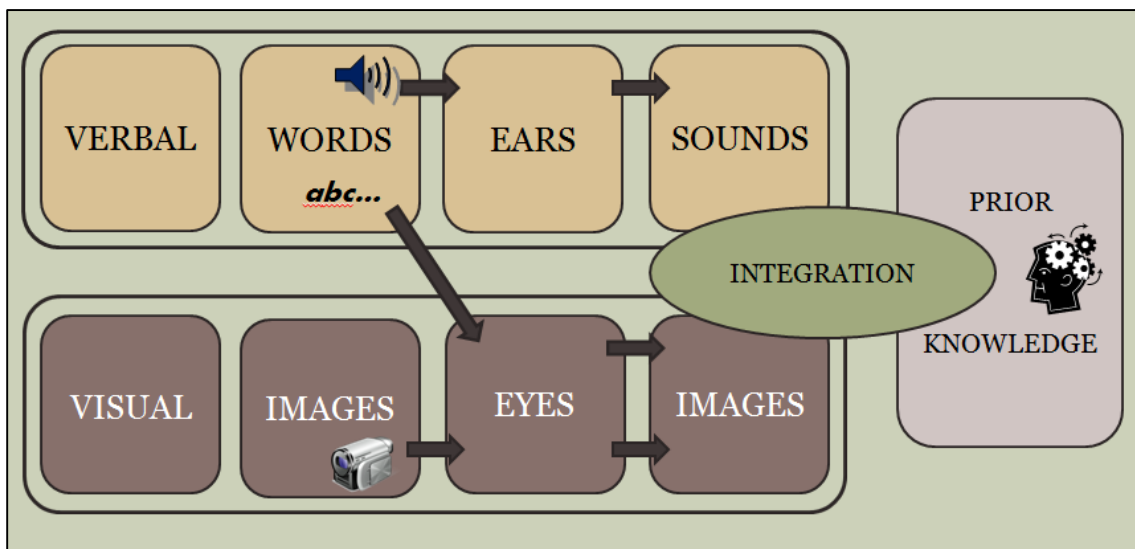 VERBAL
WORDS
abc...
EARS
SOUNDS
PRIOR
KNOWLEDGE
INTEGRATION
VISUAL
IMAGES
EYES
IMAGES